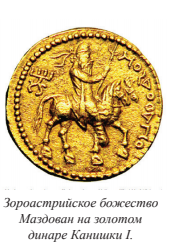 Зороастрийское божество
Маздован на золотом
динаре Канишки I.